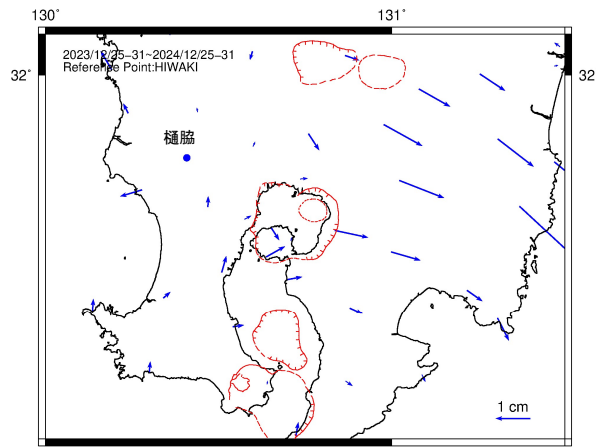 130° 131°
2023/12/25-31~2024/12/25-31
Reference Point:HIWAKI
32° 32
樋脇
1 cm